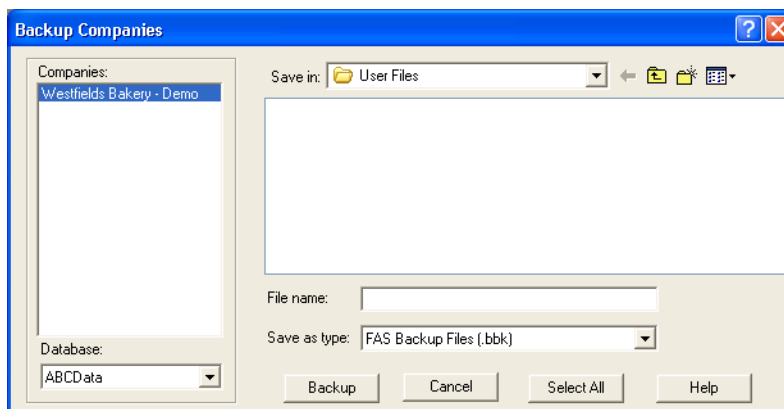 Backup Companies
Companies:
Westfields Bakery - Demo
Database:
ABCData
Save in: User Files
File name:
Save as type: FAS Backup Files (.bbk)
Backup Cancel Select All Help